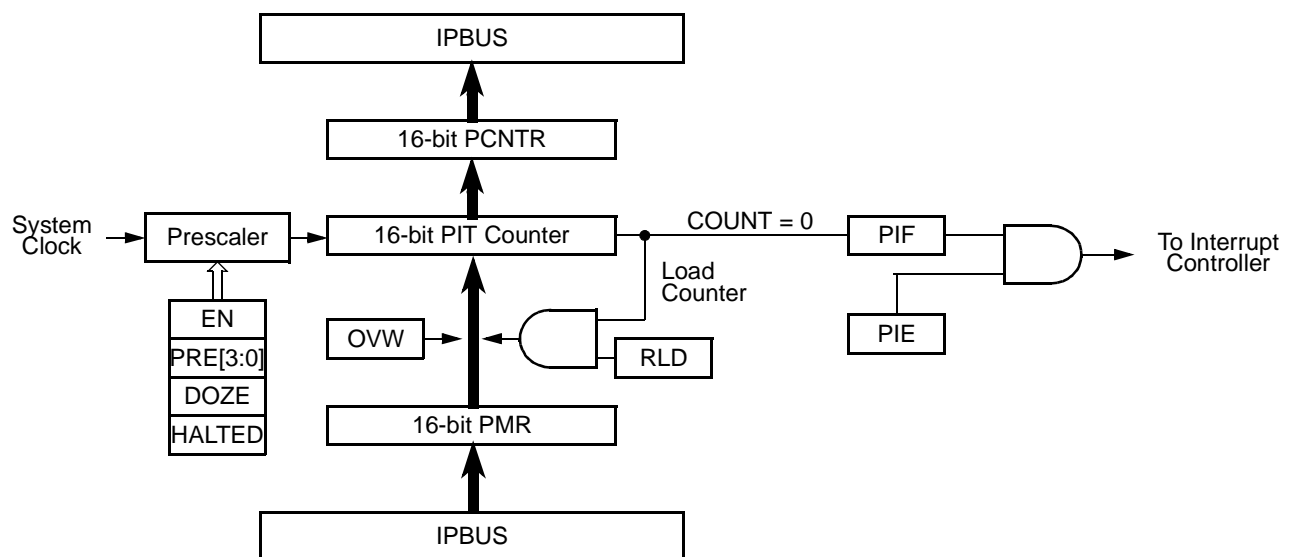 IPBUS
16-bit PCNTR
System
Clock
Prescaler
16-bit PIT Counter
COUNT = 0
PIF
To Interrupt
Controller
Load
Counter
EN
PRE[3:0]
DOZE
HALTED
OVW
RLD
PIE
16-bit PMR
IPBUS